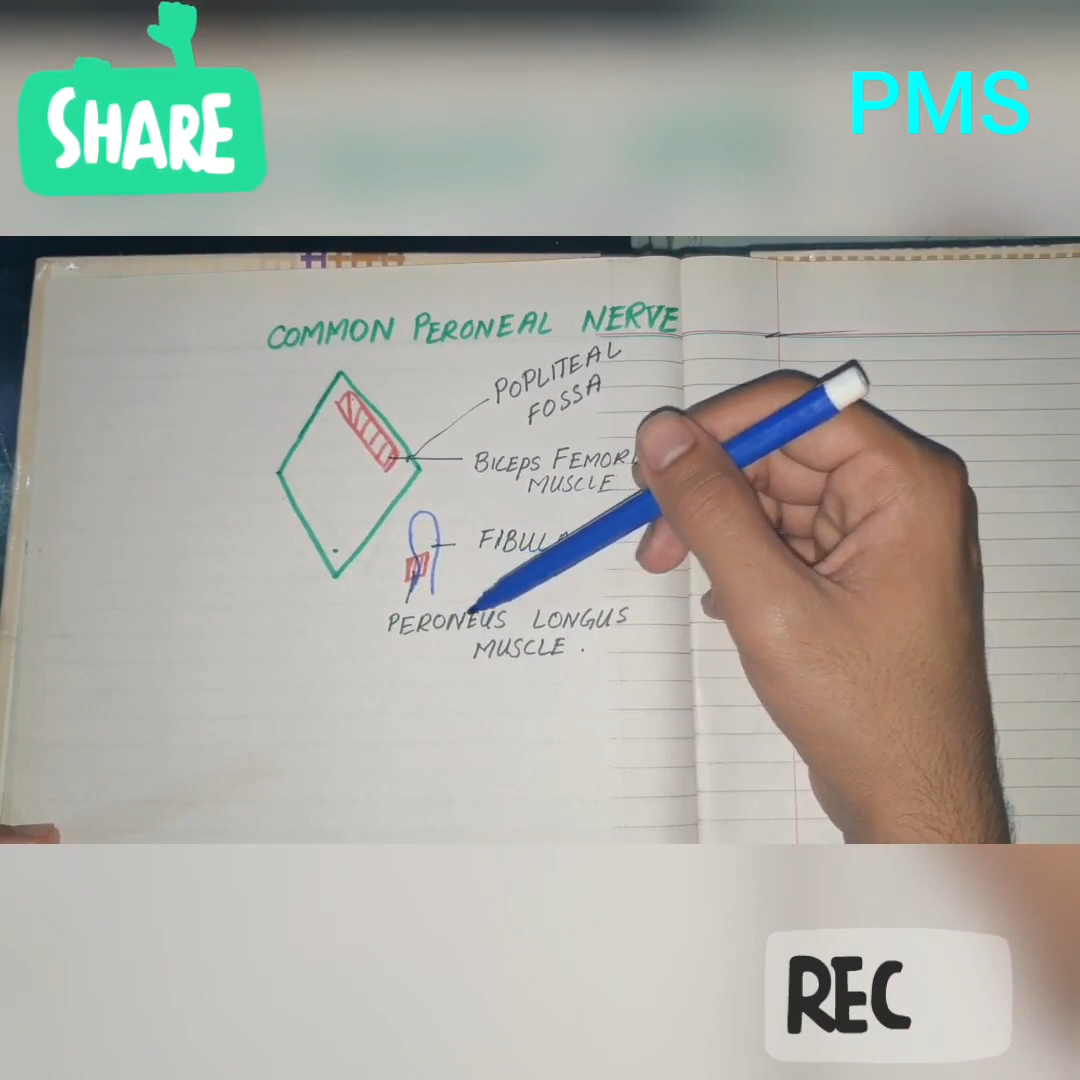 SHARE
PMS
COMMON PERONEAL NERVE
POPLITEAL
FOSSA
BICEPS
MUSCLE
PERONEUS LONGUS
MUSCLE .
REC